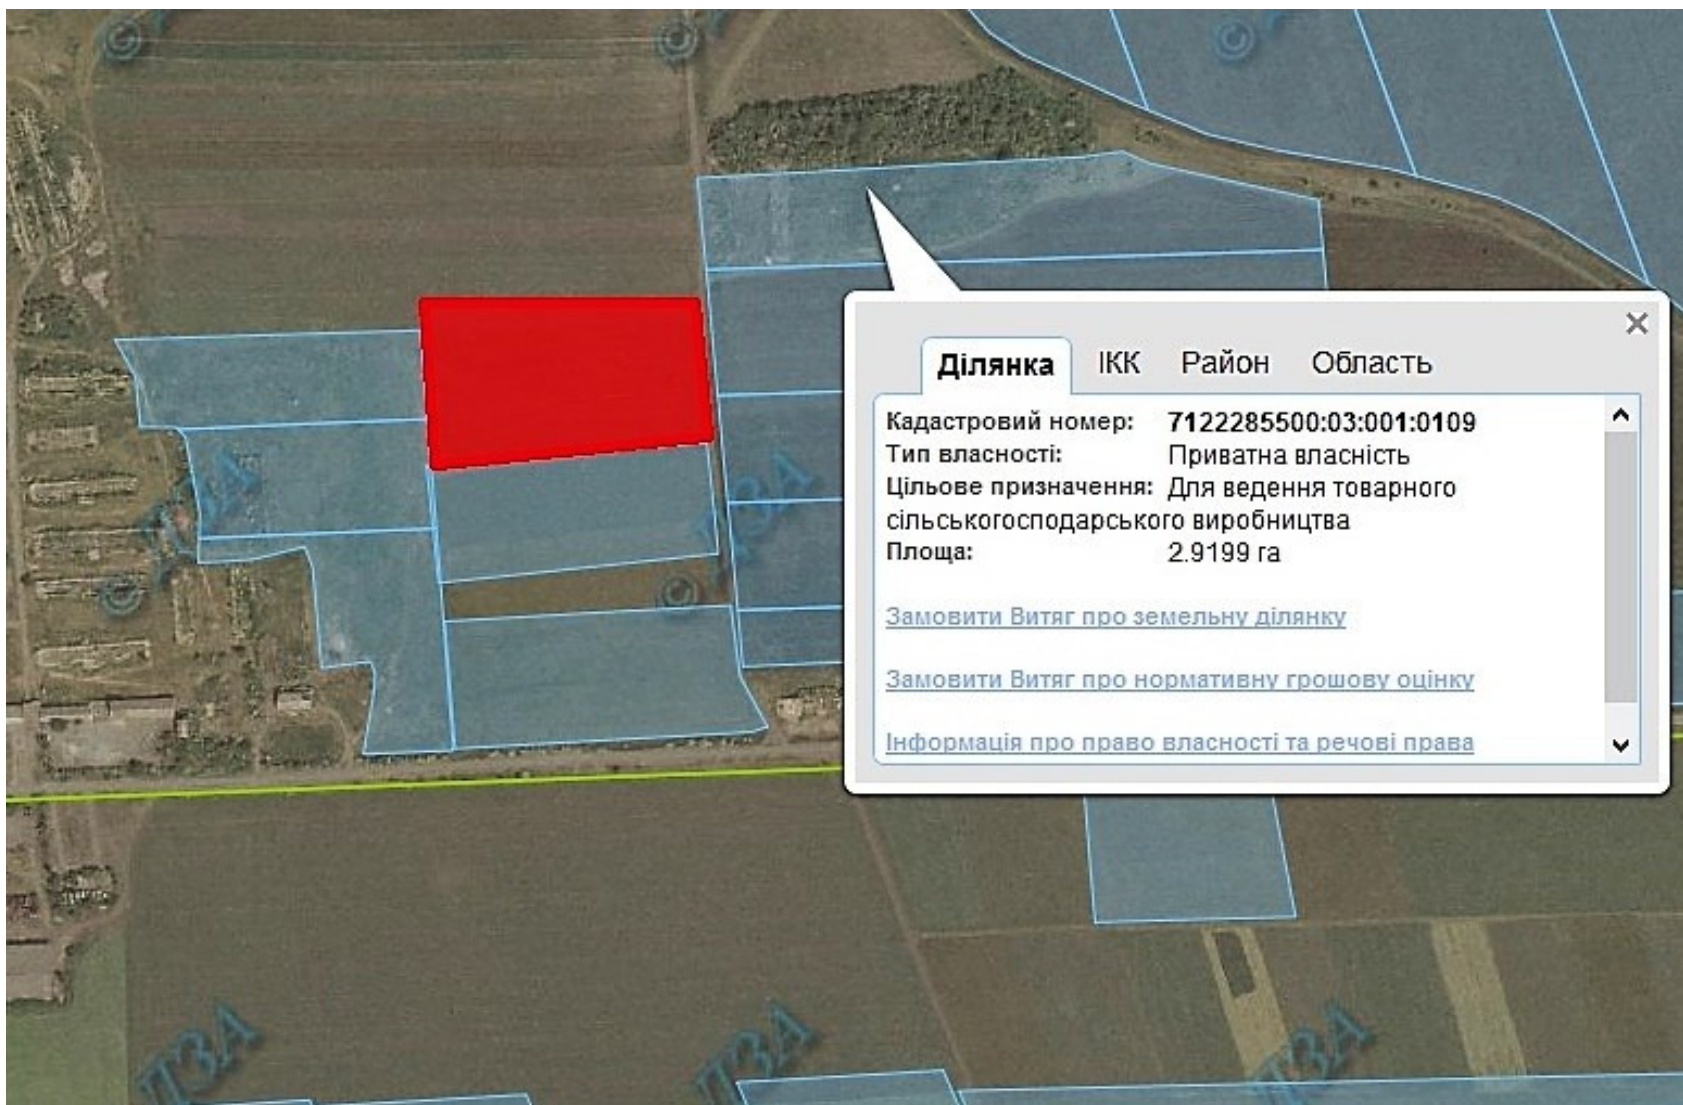 Ділянка ІКК Район Область
Кадастровий номер: 7122285500:03:001:0109
Тип власності: Приватна власність
Цільове призначення: Для ведення товарного
сільськогосподарського виробництва
Площа: 2.9199 га
Замовити Витяг про земельну ділянку
Замовити Витяг про нормативну грошову оцінку
Інформація про право власності та речові права